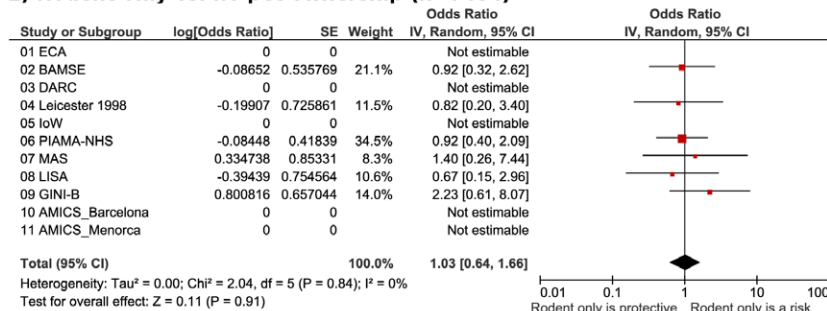 Odds Ratio Odds Ratio
Study or Subgroup log[Odds Ratio] SE Weight IV, Random, 95% CI IV, Random, 95% CI
01 ECA 0 0 Not estimable
02 BAMSE -0.08652 0.535769 21.1% 0.92 [0.32, 2.62]
03 DARC 0 0 Not estimable
04 Leicester 1998 -0.19907 0.725861 11.5% 0.82 [0.20, 3.40]
05 IoW 0 0 Not estimable
06 PIAMA-NHS -0.08448 0.41839 34.5% 0.92 [0.40, 2.09]
07 MAS 0.334738 0.85331 8.3% 1.40 [0.26, 7.44]
08 LISA -0.39439 0.754564 10.6% 0.67 [0.15, 2.96]
09 GINI-B 0.800816 0.657044 14.0% 2.23 [0.61, 8.07]
10 AMICS_Barcelona 0 0 Not estimable
11 AMICS_Menorca 0 0 Not estimable
Total (95% CI) 100.0% 1.03 [0.64, 1.66]
Heterogeneity: Tau² = 0.00; Chi² = 2.04, df = 5 (P = 0.84); I² = 0%
Test for overall effect: Z = 0.11 (P = 0.91)
0.01 0.1 1 10 100
Rodent only is protective Rodent only is a risk